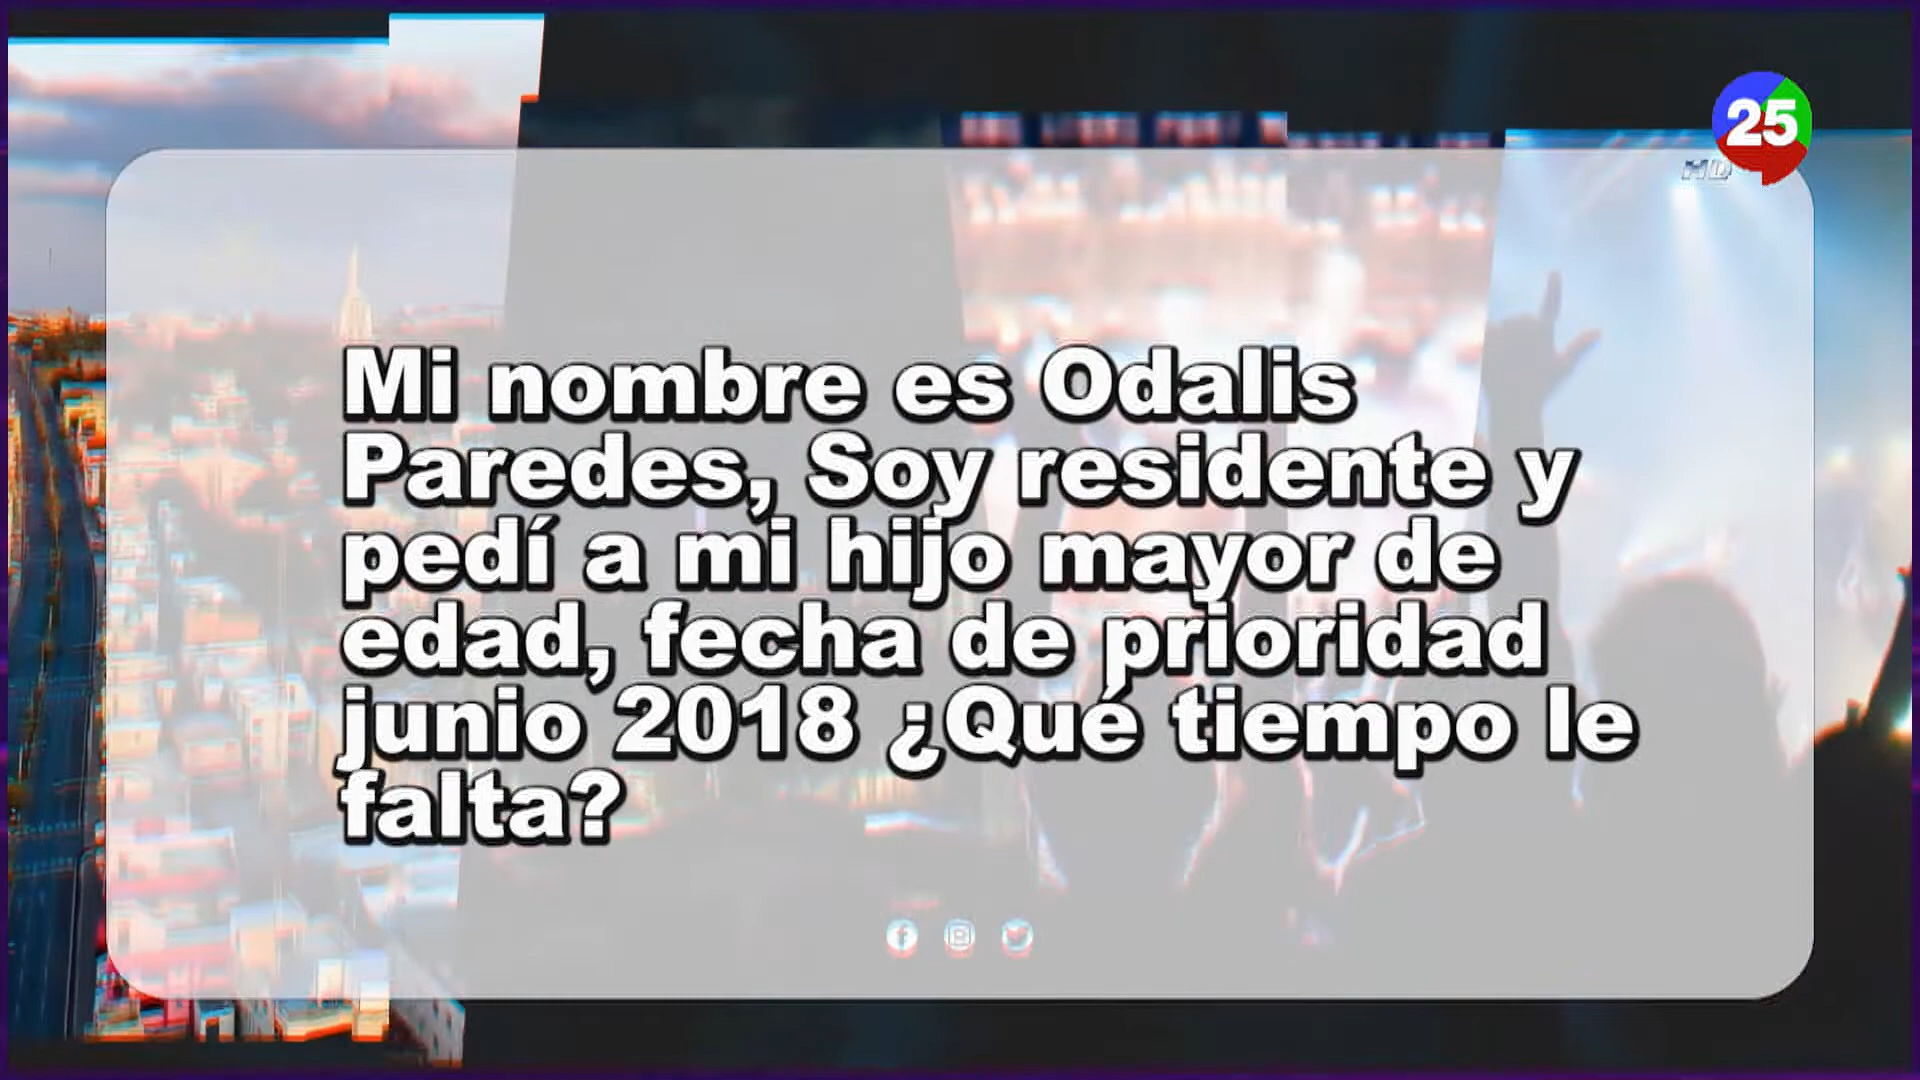 25
HD
Mi nombre es Odalis
Paredes, Soy residente y
pedí a mi hijo mayor de
edad, fecha de prioridad
junio 2018 ¿Qué tiempo le
falta?